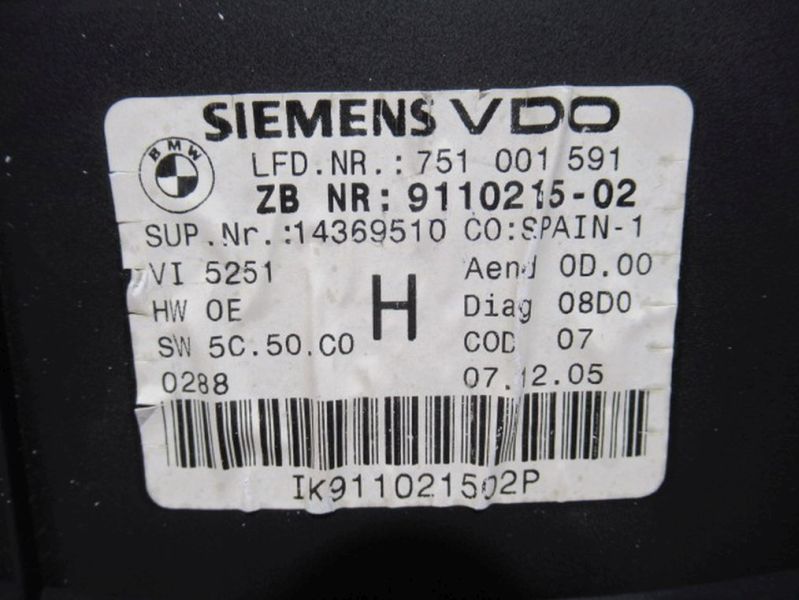 SIEMENS VDO
BMW
LFD.NR.: 751 001 591
ZB NR: 9110215-02
SUP.Nr.:14369510 CO:SPAIN-1
VI 5251 Aend 0D.00
HW 0E H Diag 08D0
SW 5C.50.C0 COD 07
0288 07.12.05
Ik911021502P